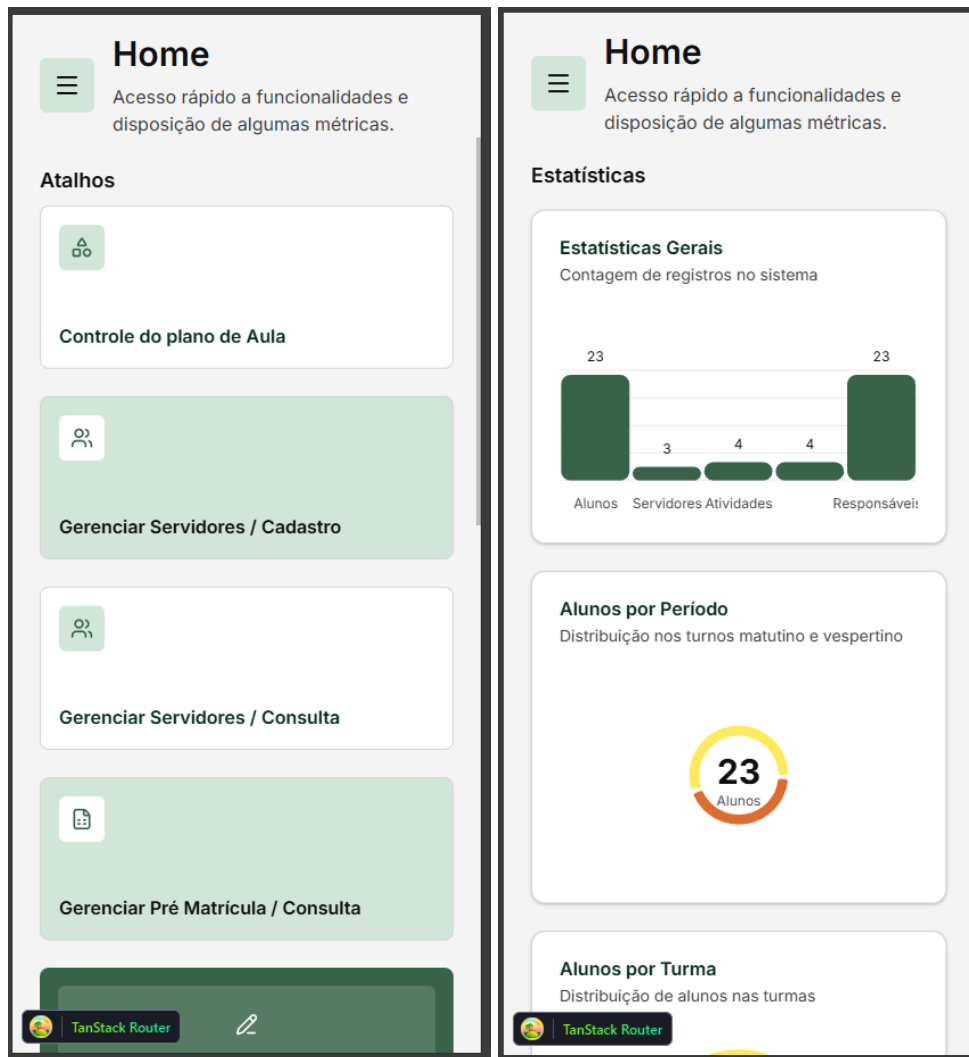 Home
Acesso rápido a funcionalidades e
disposição de algumas métricas.
Atalhos
Controle do plano de Aula
Gerenciar Servidores / Cadastro
Gerenciar Servidores / Consulta
Gerenciar Pré Matrícula / Consulta
TanStack Router
Home
Acesso rápido a funcionalidades e
disposição de algumas métricas.
Estatísticas
Estatísticas Gerais
Contagem de registros no sistema
23 3 4 4 23
Alunos Servidores Atividades Responsáveis
Alunos por Período
Distribuição nos turnos matutino e vespertino
23
Alunos
Alunos por Turma
Distribuição de alunos nas turmas
TanStack Router